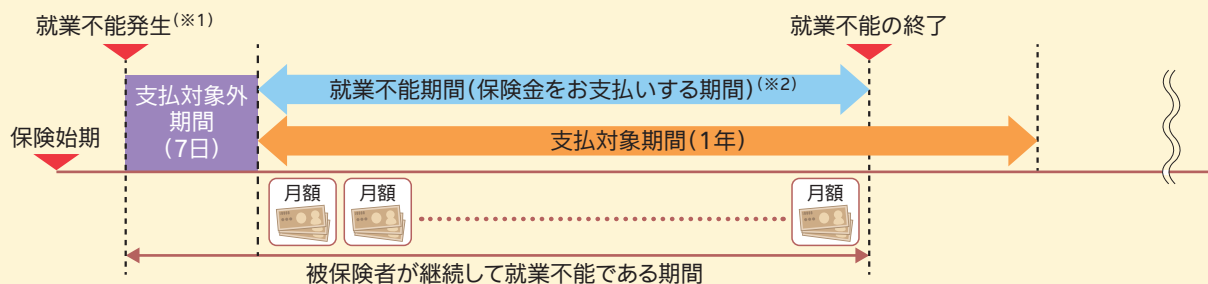 就業不能発生(※1)
就業不能の終了
就業不能期間(保険金をお支払いする期間)(※2)
支払対象外
期間
(7日)
保険始期
支払対象期間(1年)
月額
月額
月額
被保険者が継続して就業不能である期間